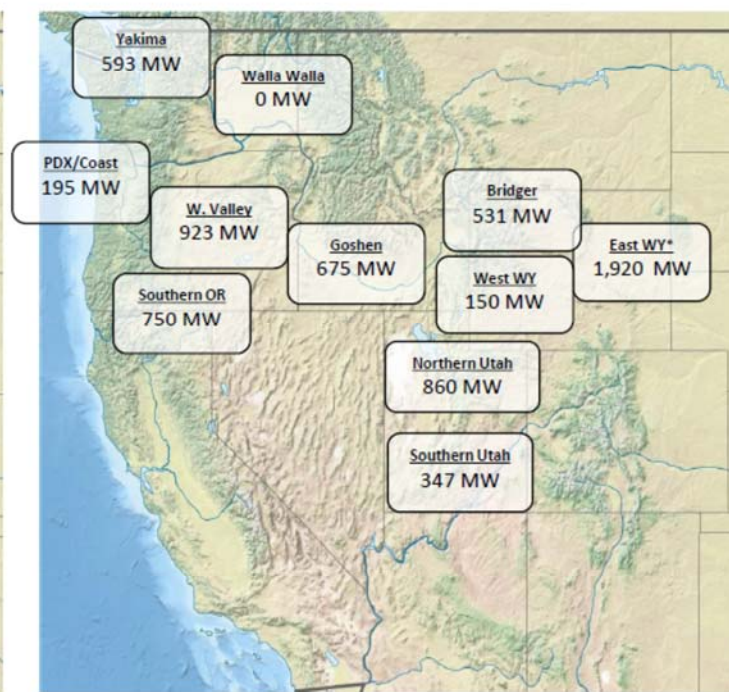 Yakima
593 MW
Walla Walla
0 MW
PDX/Coast
195 MW
W. Valley
923 MW
Goshen
675 MW
Bridger
531 MW
East WY*
1,920 MW
West WY
150 MW
Southern OR
750 MW
Northern Utah
860 MW
Southern Utah
347 MW